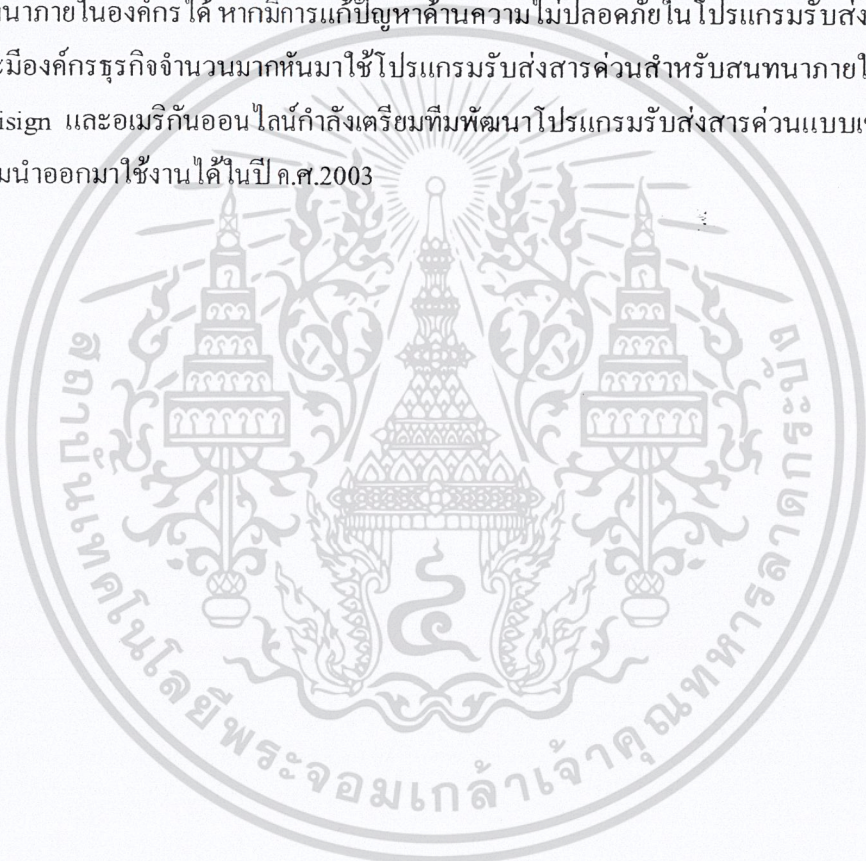 นาภายในองค์กรได้ หากมีการแก้ปัญหาด้านความไม่ปลอดภัยในโปรแกรมรับส่ง
ะมีองค์กรธุรกิจจำนวนมากหันมาใช้โปรแกรมรับส่งสารด่วนสำหรับสนทนาภายใ
isign และอเมริกันออนไลน์กำลังเตรียมทีมพัฒนาโปรแกรมรับส่งสารด่วนแบบเ
มนำออกมาใช้งานได้ในปี ค.ศ.2003
สถาบันเทคโนโลยีพระจอมเกล้าเจ้าคุณทหารลาดกระบัง